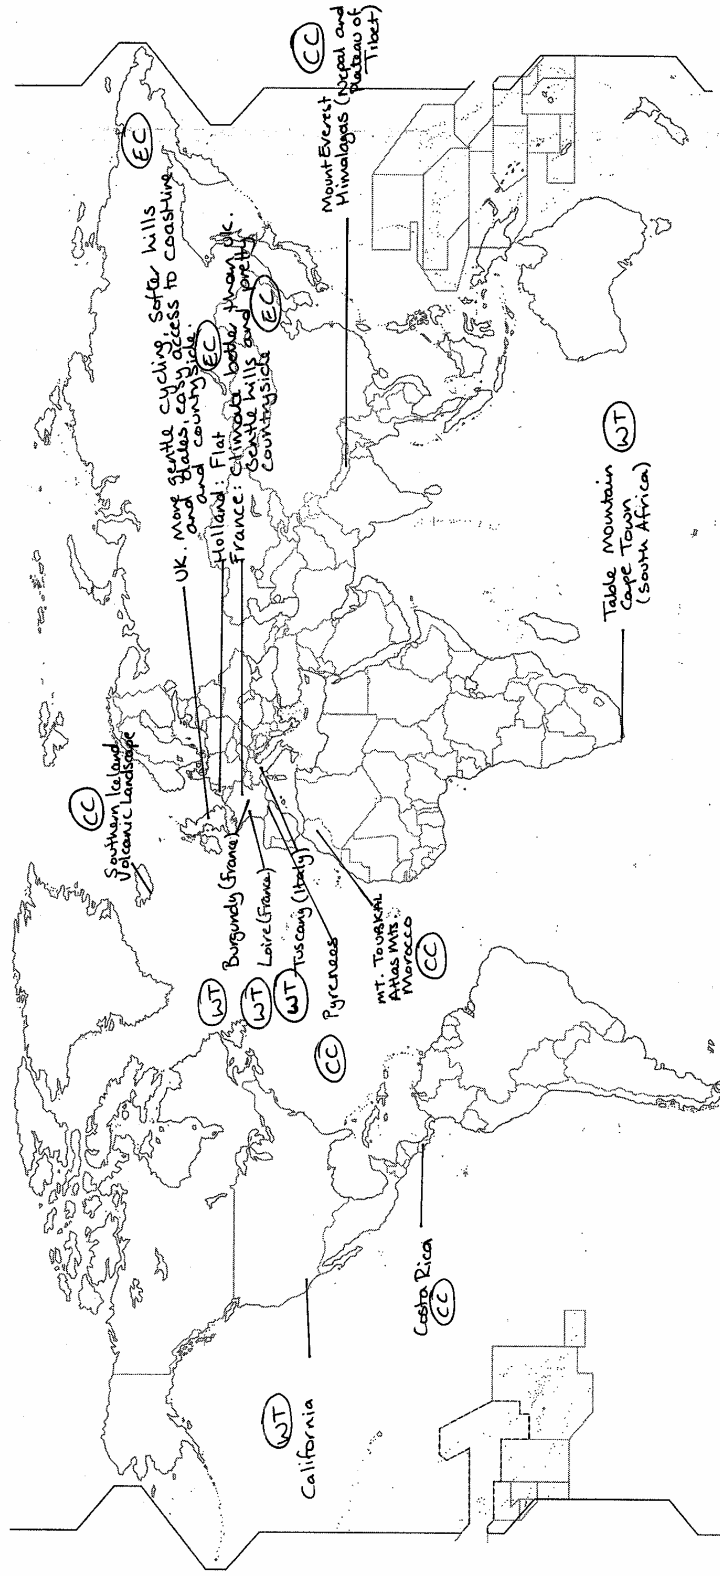 CC
Southern Iceland
Volcanic Landscape
EC
UK. More gentle cycling, softer hills
and dales, easy access to coastline
and countryside.
EC
Holland: Flat
France: Climate better than UK.
Gentle hills and pretty
countryside
EC
CC
Mount Everest
Himalayas (Nepal and
Plateau of
Tibet)
WT
Burgundy (France)
WT
Loire (France)
WT
Tuscany (Italy)
CC
Pyrenees
MT. TOUBKAL
Atlas Mts.
Morocco
CC
WT
California
Costa Rica
CC
Table Mountain
Cape Town
(South Africa)
WT